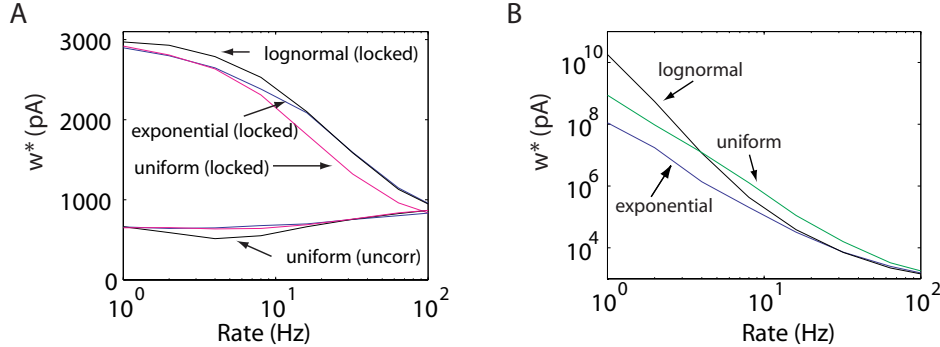 A
w* (pA)
3000
2000
1000
0
lognormal (locked)
exponential (locked)
uniform (locked)
uniform (uncorr)
10^0
10^1
10^2
Rate (Hz)
B
w* (pA)
10^10
10^8
10^6
10^4
lognormal
uniform
exponential
10^0
10^1
10^2
Rate (Hz)